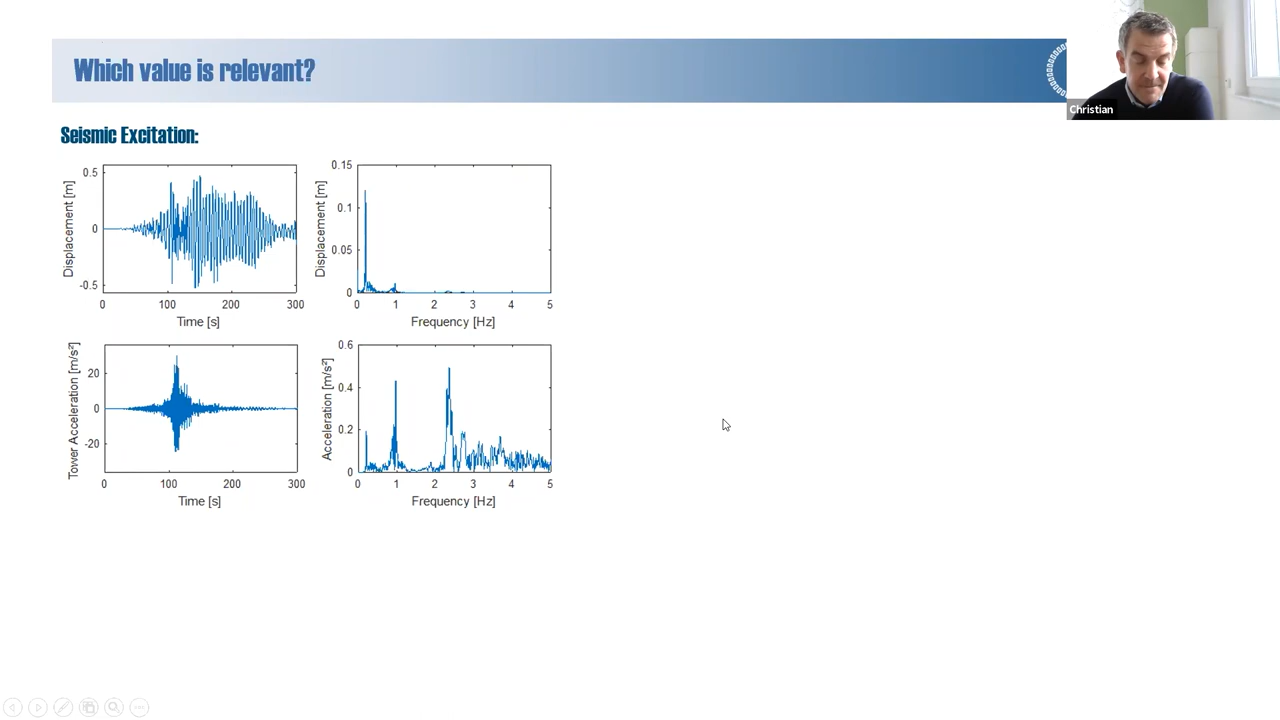 Which value is relevant?
Christian
Seismic Excitation:
Displacement [m]
0.5
0
-0.5
0 100 200 300
Time [s]
Displacement [m]
0.15
0.1
0.05
0
0 1 2 3 4 5
Frequency [Hz]
Tower Acceleration [m/s²]
20
0
-20
0 100 200 300
Time [s]
Acceleration [m/s²]
0.6
0.4
0.2
0
0 1 2 3 4 5
Frequency [Hz]